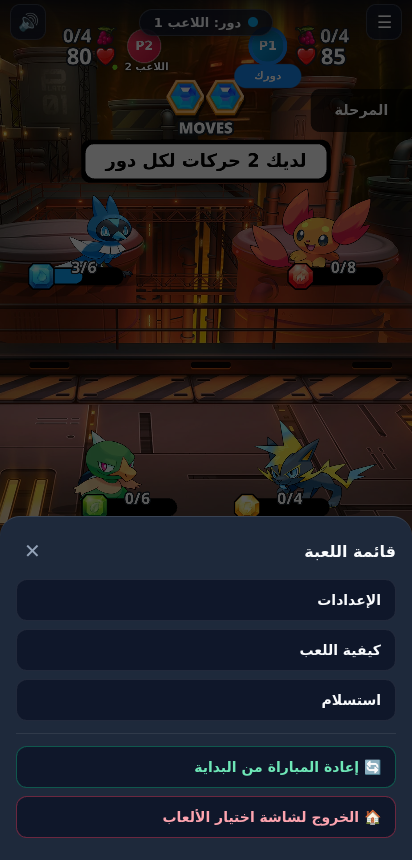 دور: اللاعب 1
0/4
80
P2
اللاعب 2
P1
دورك
0/4
85
MOVES
المرحلة
لديك 2 حركات لكل دور
3/6
0/8
0/6
0/4
قائمة اللعبة
الإعدادات
كيفية اللعب
استسلام
إعادة المباراة من البداية
الخروج لشاشة اختيار الألعاب